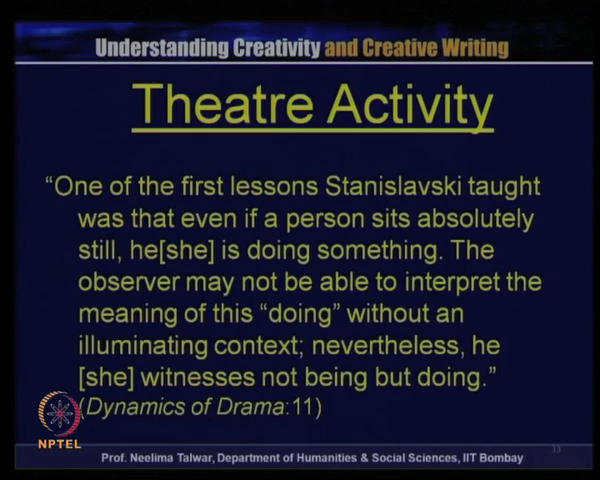 Understanding Creativity and Creative Writing
Theatre Activity
“One of the first lessons Stanislavski taught
was that even if a person sits absolutely
still, he[she] is doing something. The
observer may not be able to interpret the
meaning of this “doing” without an
illuminating context; nevertheless, he
[she] witnesses not being but doing.”
(Dynamics of Drama: 11)
NPTEL
33
Prof. Neelima Talwar, Department of Humanities & Social Sciences, IIT Bombay